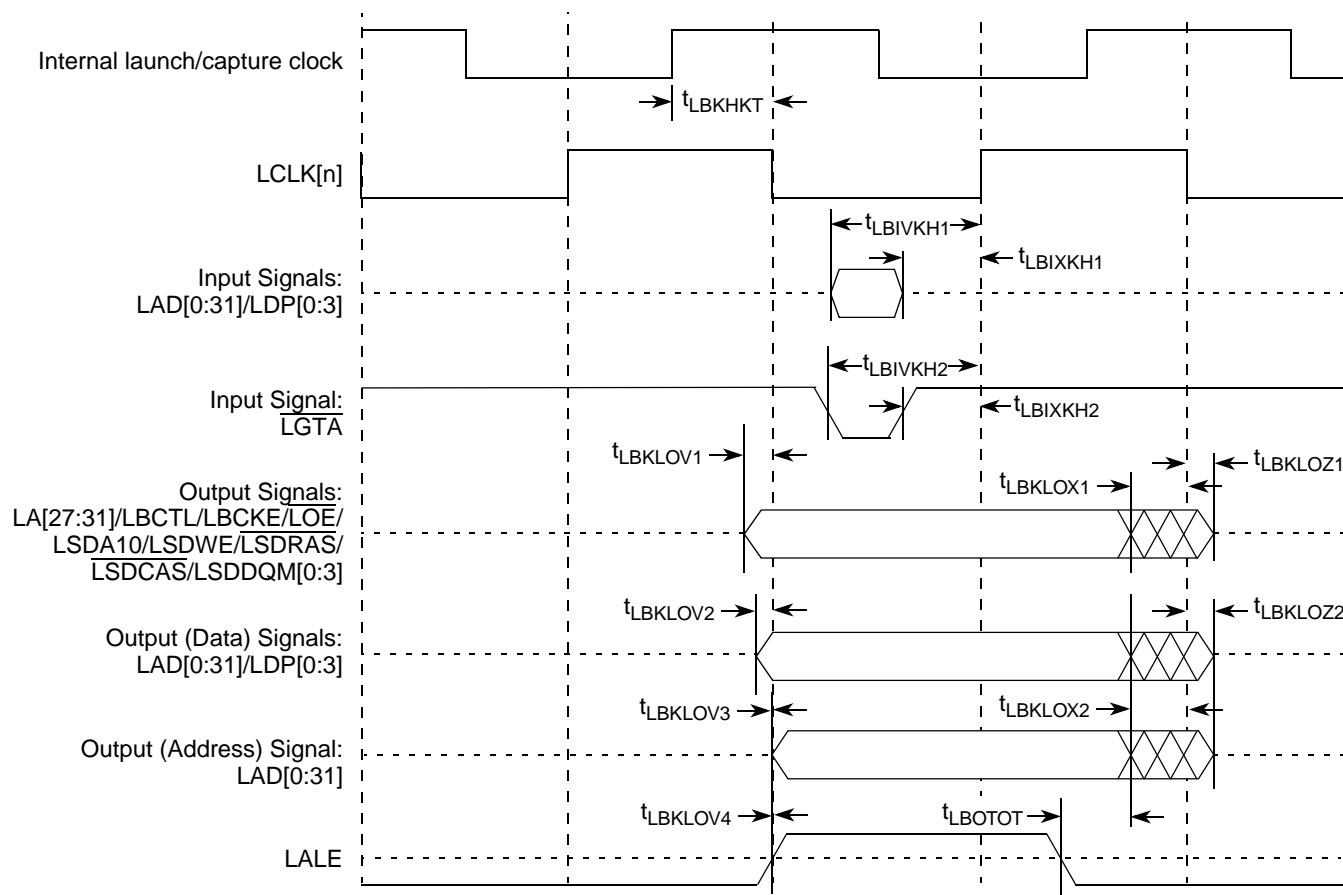 Internal launch/capture clock
tLBKHKT
LCLK[n]
tLBIVKH1
tLBIXKH1
Input Signals:
LAD[0:31]/LDP[0:3]
tLBIVKH2
Input Signal:
LGTA
tLBIXKH2
tLBKLOV1
tLBKLOZ1
tLBKLOX1
Output Signals:
LA[27:31]/LBCTL/LBCKE/LOE/
LSDA10/LSDWE/LSDRAS/
LSDCAS/LSDDQM[0:3]
tLBKLOV2
tLBKLOZ2
Output (Data) Signals:
LAD[0:31]/LDP[0:3]
tLBKLOV3
tLBKLOX2
Output (Address) Signal:
LAD[0:31]
tLBKLOV4
tLBOTOT
LALE